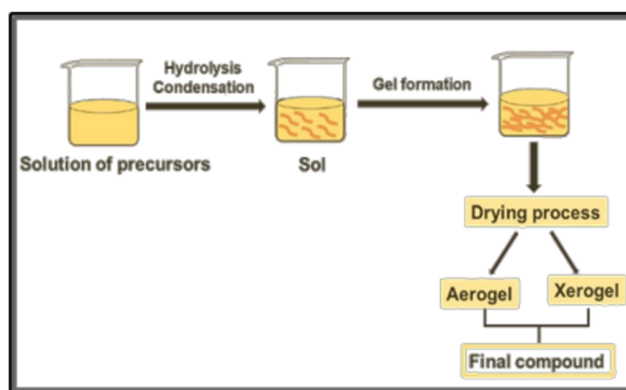 Hydrolysis
Condensation
Gel formation
Solution of precursors
Sol
Drying process
Aerogel
Xerogel
Final compound